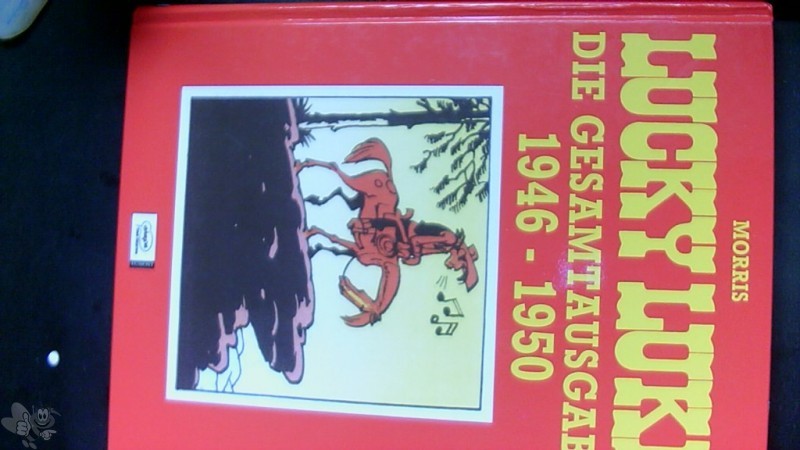 MORRIS
LUCKY LUKE
DIE GESAMTAUSGABE
1946 - 1950